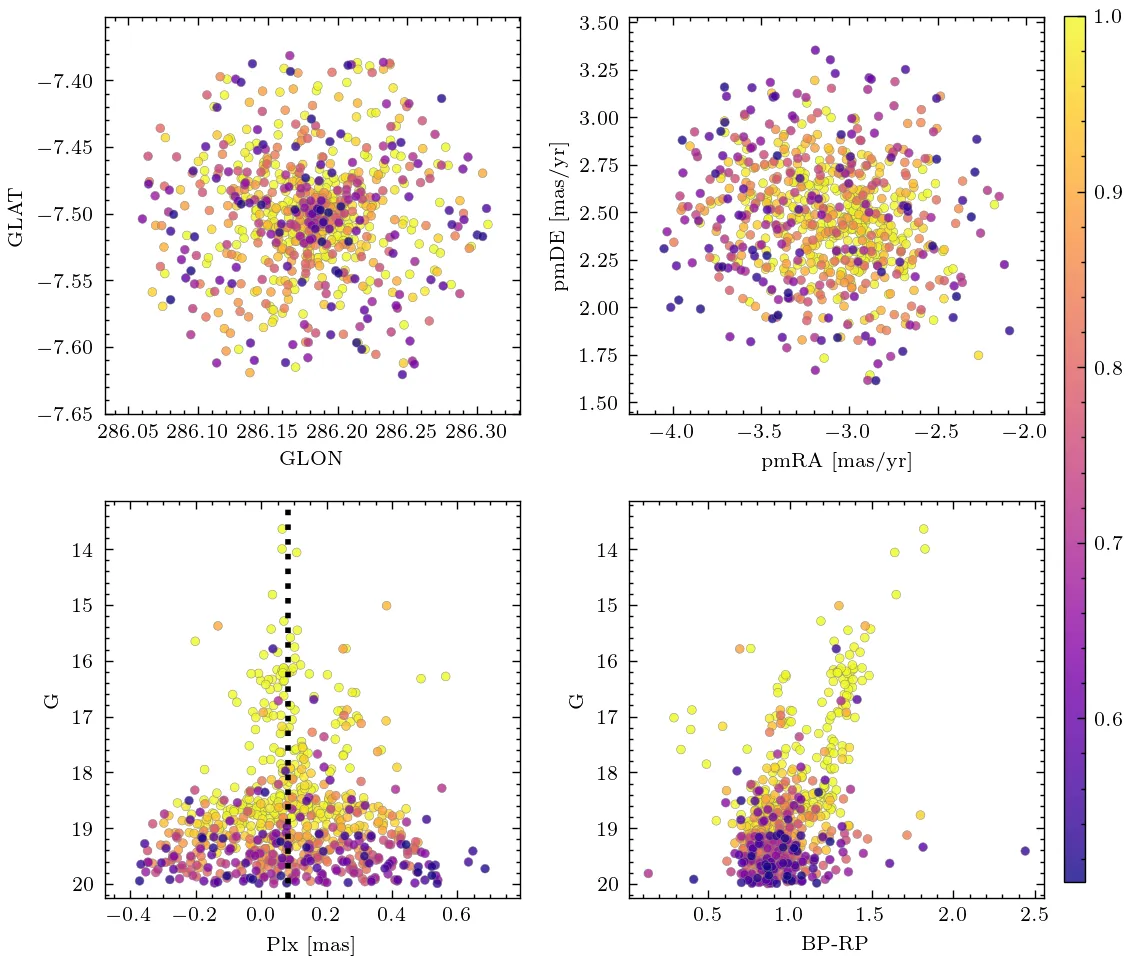 −7.40
−7.45
−7.50
−7.55
−7.60
−7.65
GLAT
286.05 286.10 286.15 286.20 286.25 286.30
GLON
3.50
3.25
3.00
2.75
2.50
2.25
2.00
1.75
1.50
pmDE [mas/yr]
−4.0 −3.5 −3.0 −2.5 −2.0
pmRA [mas/yr]
14
15
16
17
18
19
20
G
−0.4 −0.2 0.0 0.2 0.4 0.6
Plx [mas]
14
15
16
17
18
19
20
G
0.5 1.0 1.5 2.0 2.5
BP-RP
1.0
0.9
0.8
0.7
0.6